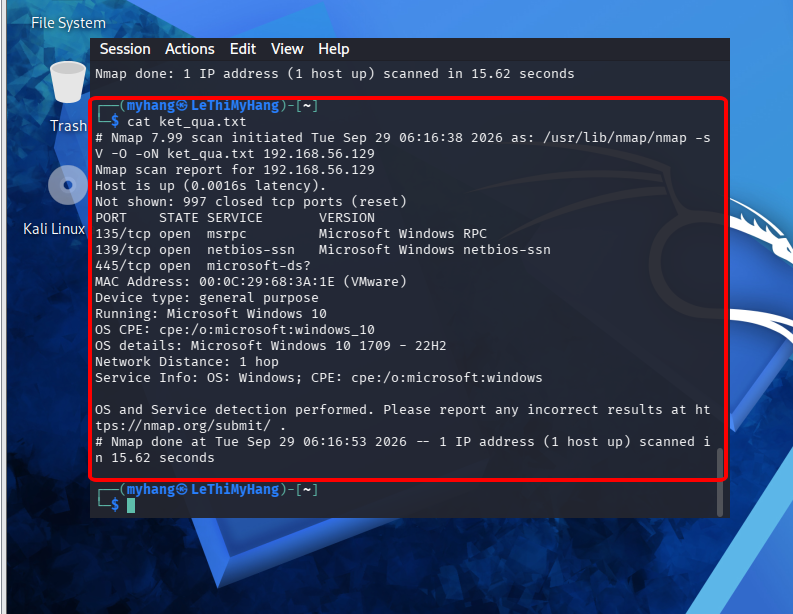 File System
Trash
Kali Linux
Session Actions Edit View Help
Nmap done: 1 IP address (1 host up) scanned in 15.62 seconds
┌──(myhang㉿LeThiMyHang)-[~]
└─$ cat ket_qua.txt
# Nmap 7.99 scan initiated Tue Sep 29 06:16:38 2026 as: /usr/lib/nmap/nmap -s
V -O -oN ket_qua.txt 192.168.56.129
Nmap scan report for 192.168.56.129
Host is up (0.0016s latency).
Not shown: 997 closed tcp ports (reset)
PORT    STATE SERVICE       VERSION
135/tcp open  msrpc         Microsoft Windows RPC
139/tcp open  netbios-ssn   Microsoft Windows netbios-ssn
445/tcp open  microsoft-ds?
MAC Address: 00:0C:29:68:3A:1E (VMware)
Device type: general purpose
Running: Microsoft Windows 10
OS CPE: cpe:/o:microsoft:windows_10
OS details: Microsoft Windows 10 1709 - 22H2
Network Distance: 1 hop
Service Info: OS: Windows; CPE: cpe:/o:microsoft:windows
OS and Service detection performed. Please report any incorrect results at ht
tps://nmap.org/submit/ .
# Nmap done at Tue Sep 29 06:16:53 2026 -- 1 IP address (1 host up) scanned i
n 15.62 seconds
┌──(myhang㉿LeThiMyHang)-[~]
└─$